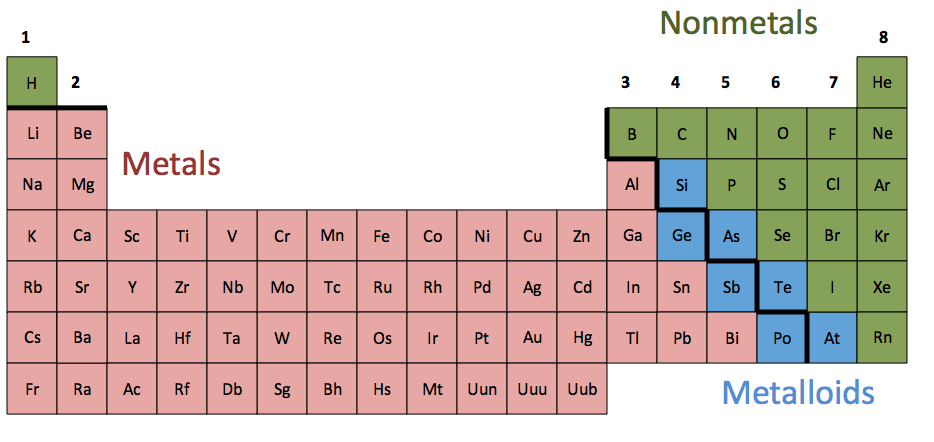 Nonmetals
1 8
H 2 3 4 5 6 7 He
Li Be B C N O F Ne
Metals
Na Mg Al Si P S Cl Ar
K Ca Sc Ti V Cr Mn Fe Co Ni Cu Zn Ga Ge As Se Br Kr
Rb Sr Y Zr Nb Mo Tc Ru Rh Pd Ag Cd In Sn Sb Te I Xe
Cs Ba La Hf Ta W Re Os Ir Pt Au Hg Tl Pb Bi Po At Rn
Fr Ra Ac Rf Db Sg Bh Hs Mt Uun Uuu Uub
Metalloids